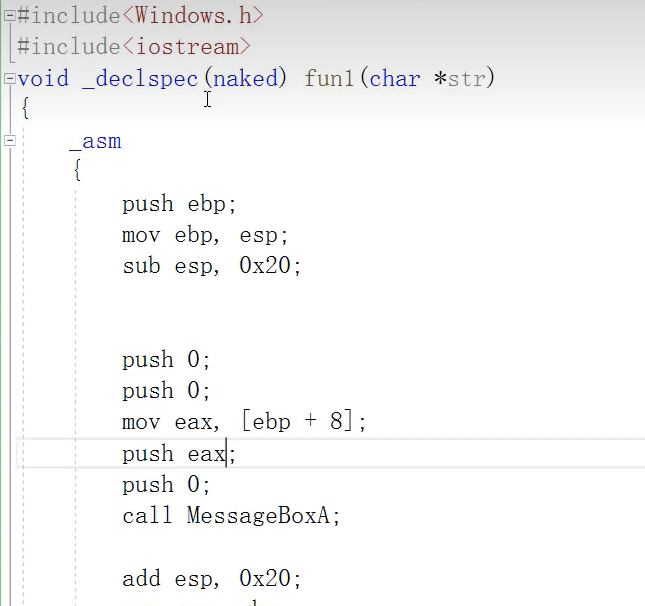 #include<Windows.h>
#include<iostream>
void _declspec(naked) fun1(char *str)
{
_asm
{
push ebp;
mov ebp, esp;
sub esp, 0x20;
push 0;
push 0;
mov eax, [ebp + 8];
push eax;
push 0;
call MessageBoxA;
add esp, 0x20;